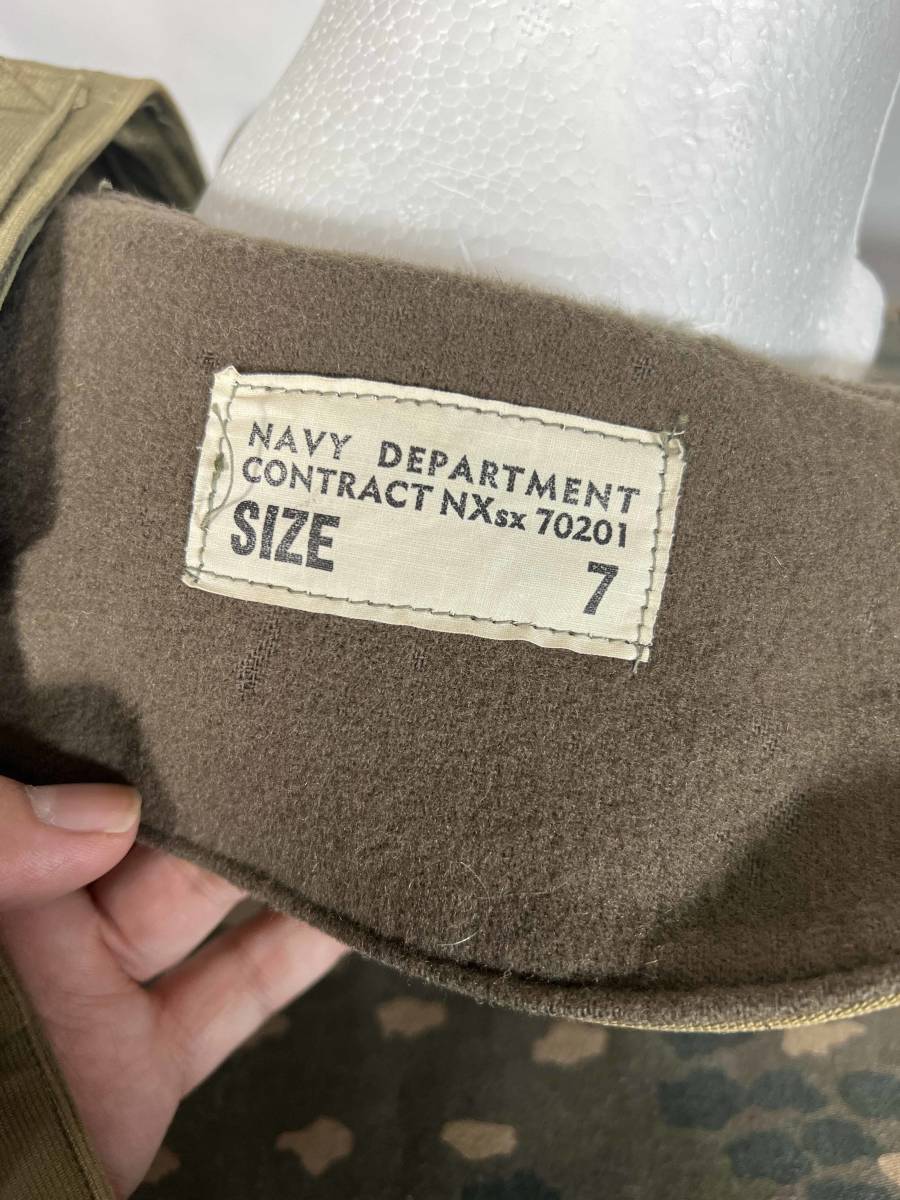 NAVY DEPARTMENT
CONTRACT NXsx 70201
SIZE 7